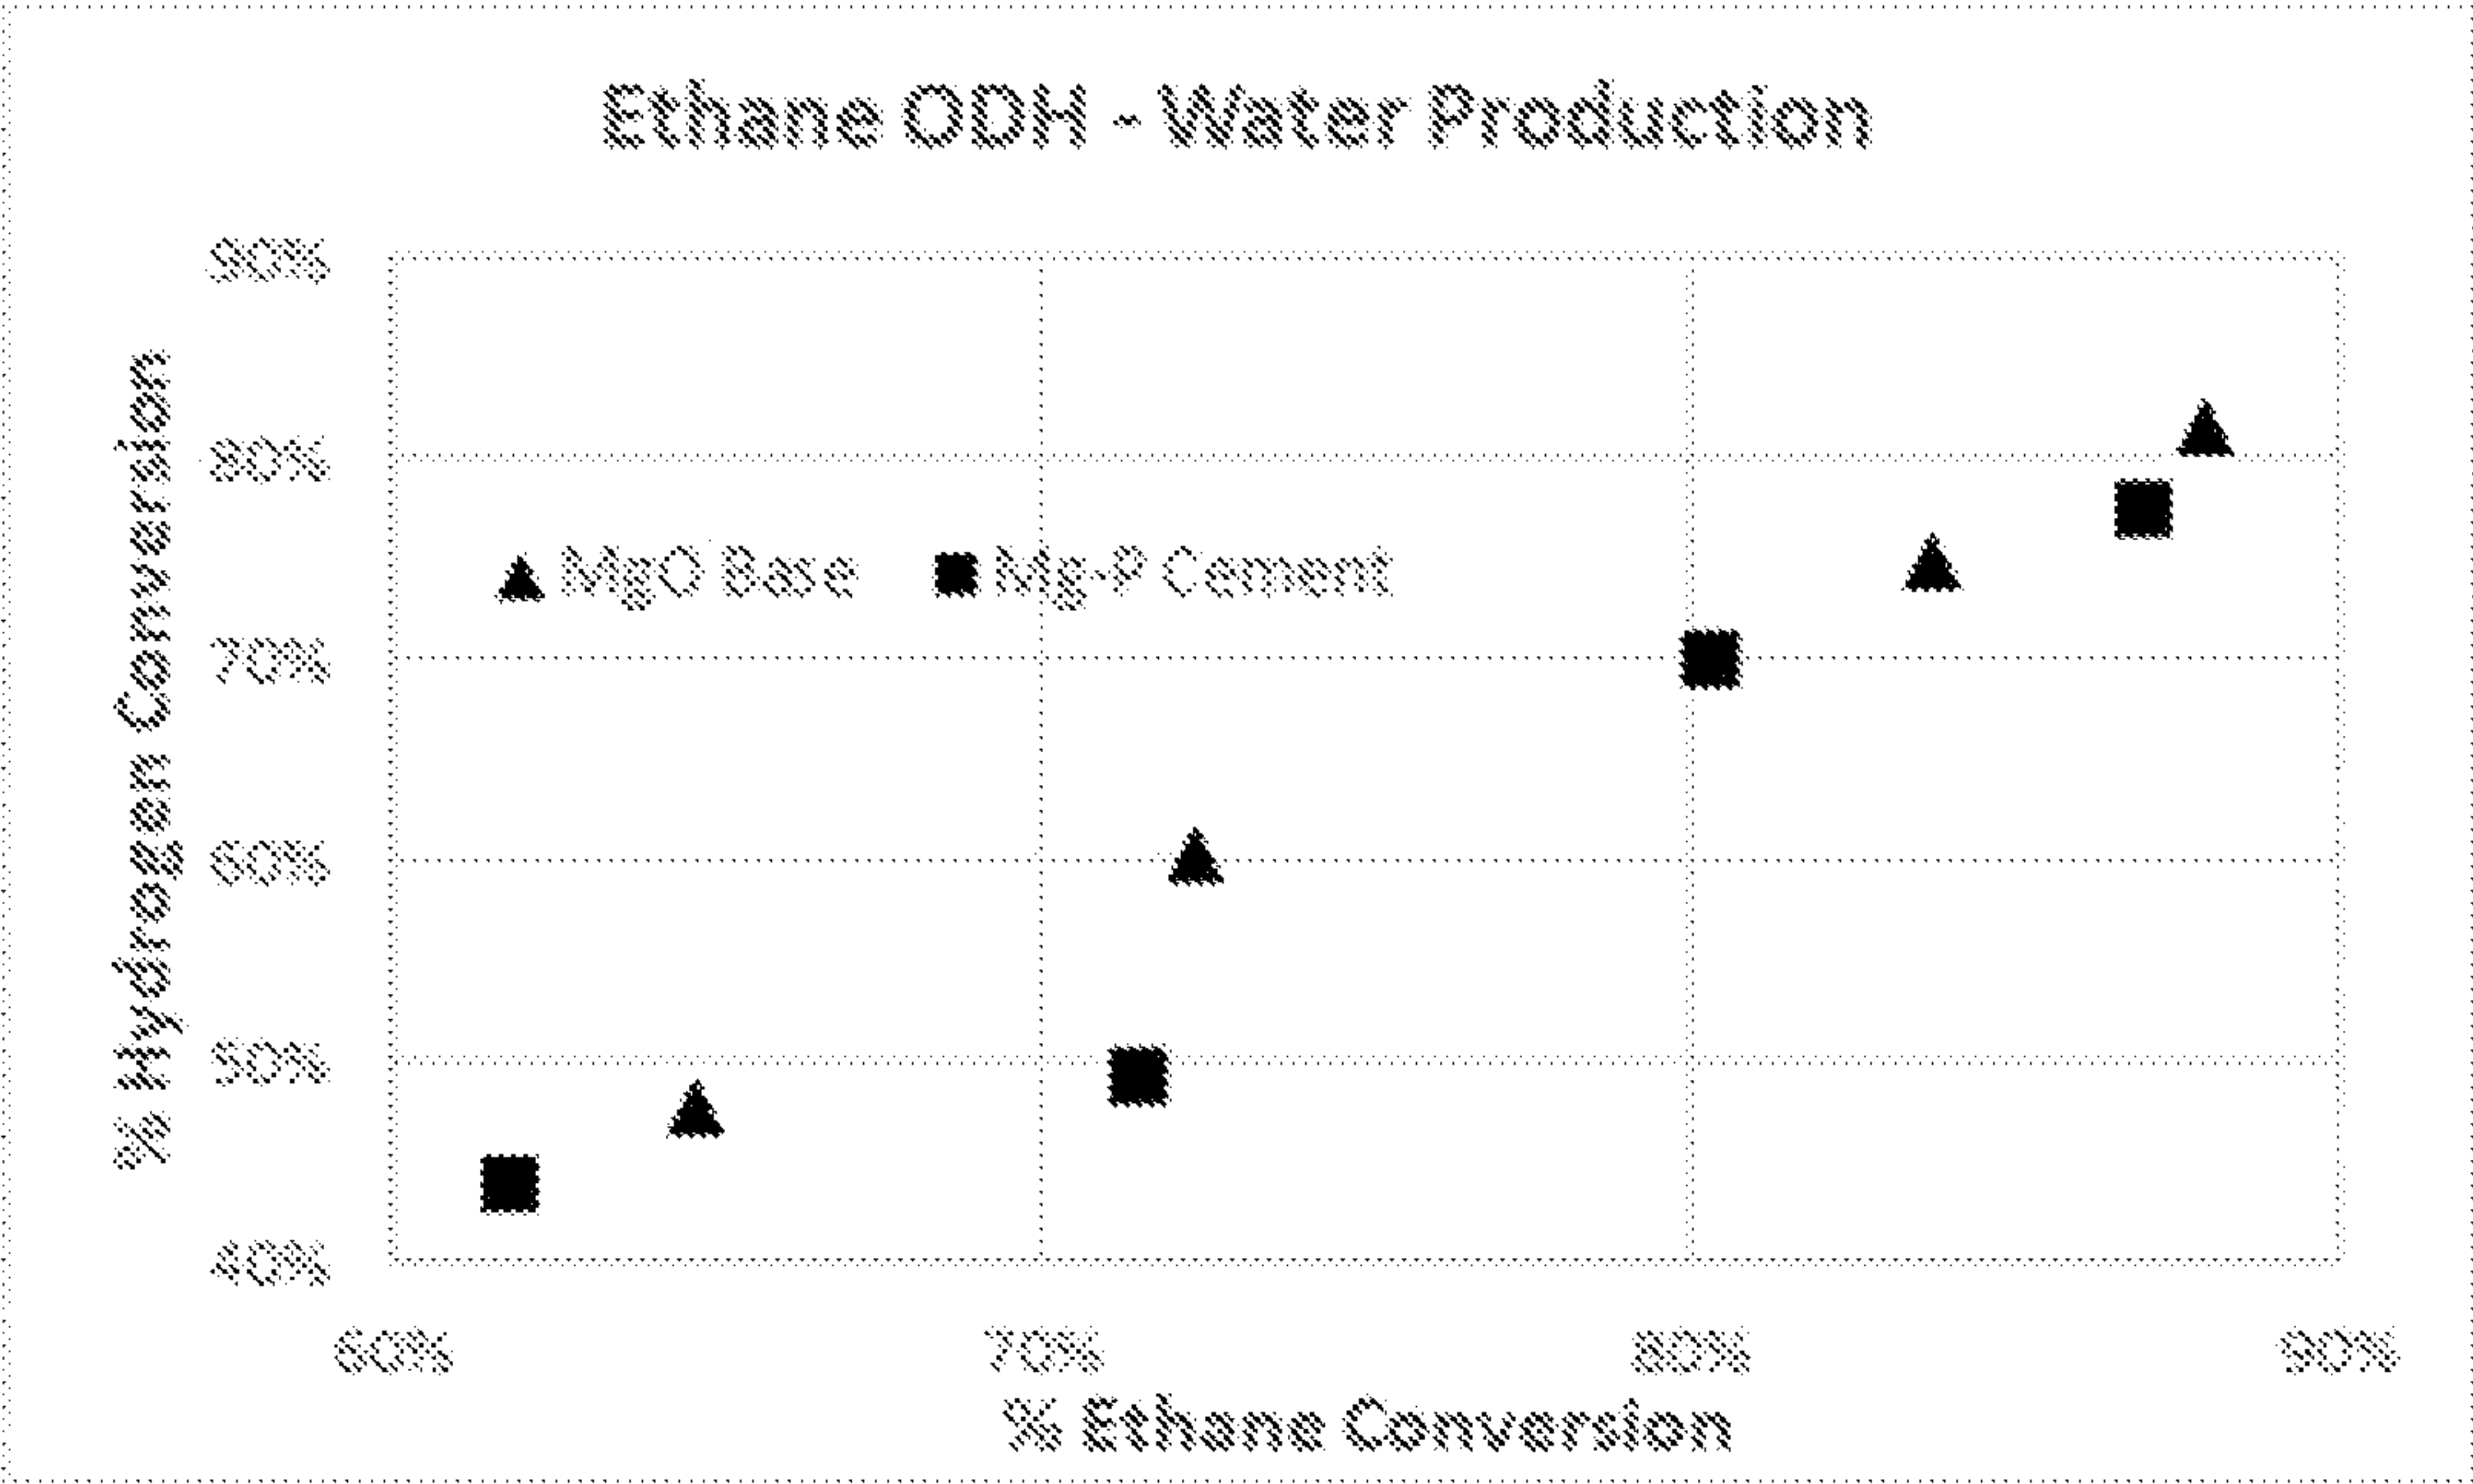 Ethane ODH - Water Production
90%
80%
70%
60%
50%
40%
% Hydrogen Conversion
MgO Base
Mg-P Cement
60%
70%
80%
90%
% Ethane Conversion